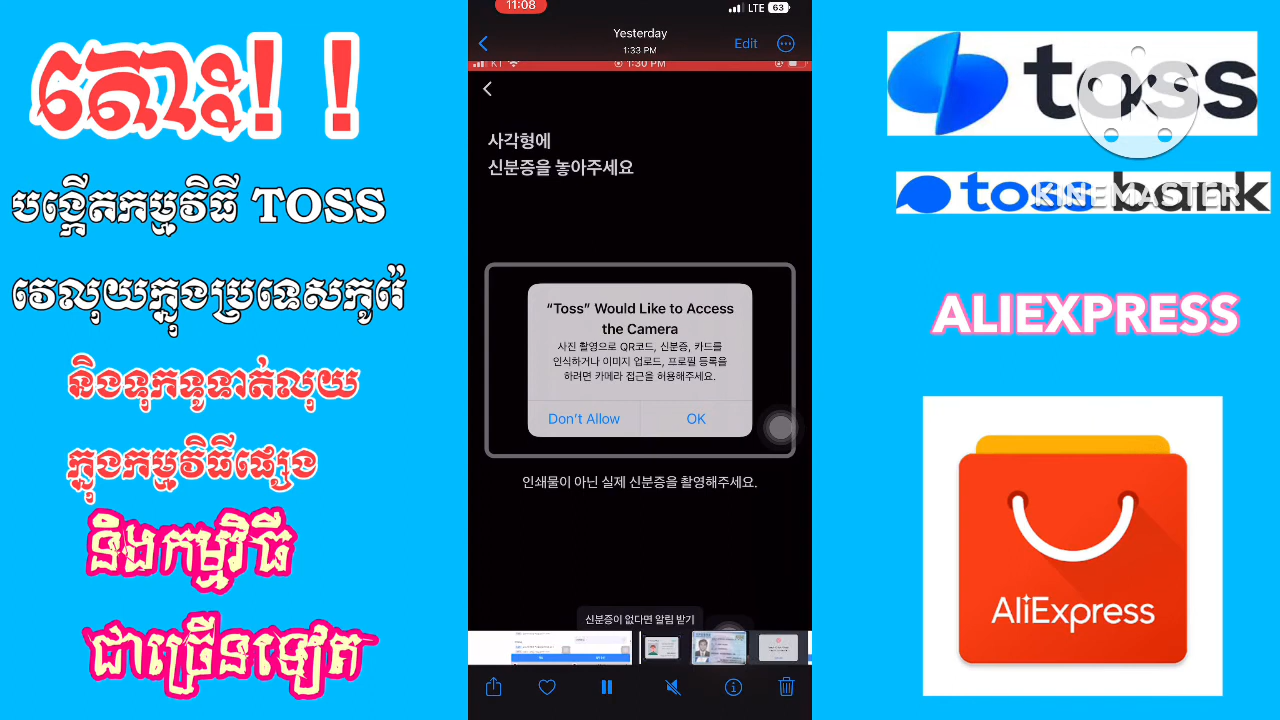 តោះ!!
បង្កើតកម្មវិធី TOSS
វេលុយក្នុងប្រទេសកូរ៉េ
និងទុកទូទាត់លុយ
ក្នុងកម្មវិធីផ្សេង
និងកម្មវិធី
ជាច្រើនទៀត
11:08
LTE 63
Yesterday
1:33 PM
Edit
KT
1:30 PM
사각형에
신분증을 놓아주세요
“Toss” Would Like to Access
the Camera
사진 촬영으로 QR코드, 신분증, 카드를
인식하거나 이미지 업로드, 프로필 등록을
하려면 카메라 접근을 허용해주세요.
Don’t Allow
OK
인쇄물이 아닌 실제 신분증을 촬영해주세요.
신분증이 없다면 알림 받기
toss
toss bank
KINEMASTER
ALIEXPRESS
AliExpress